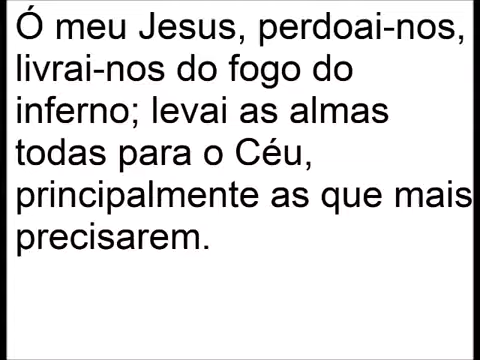 Ó meu Jesus, perdoai-nos,
livrai-nos do fogo do
inferno; levai as almas
todas para o Céu,
principalmente as que mais
precisarem.